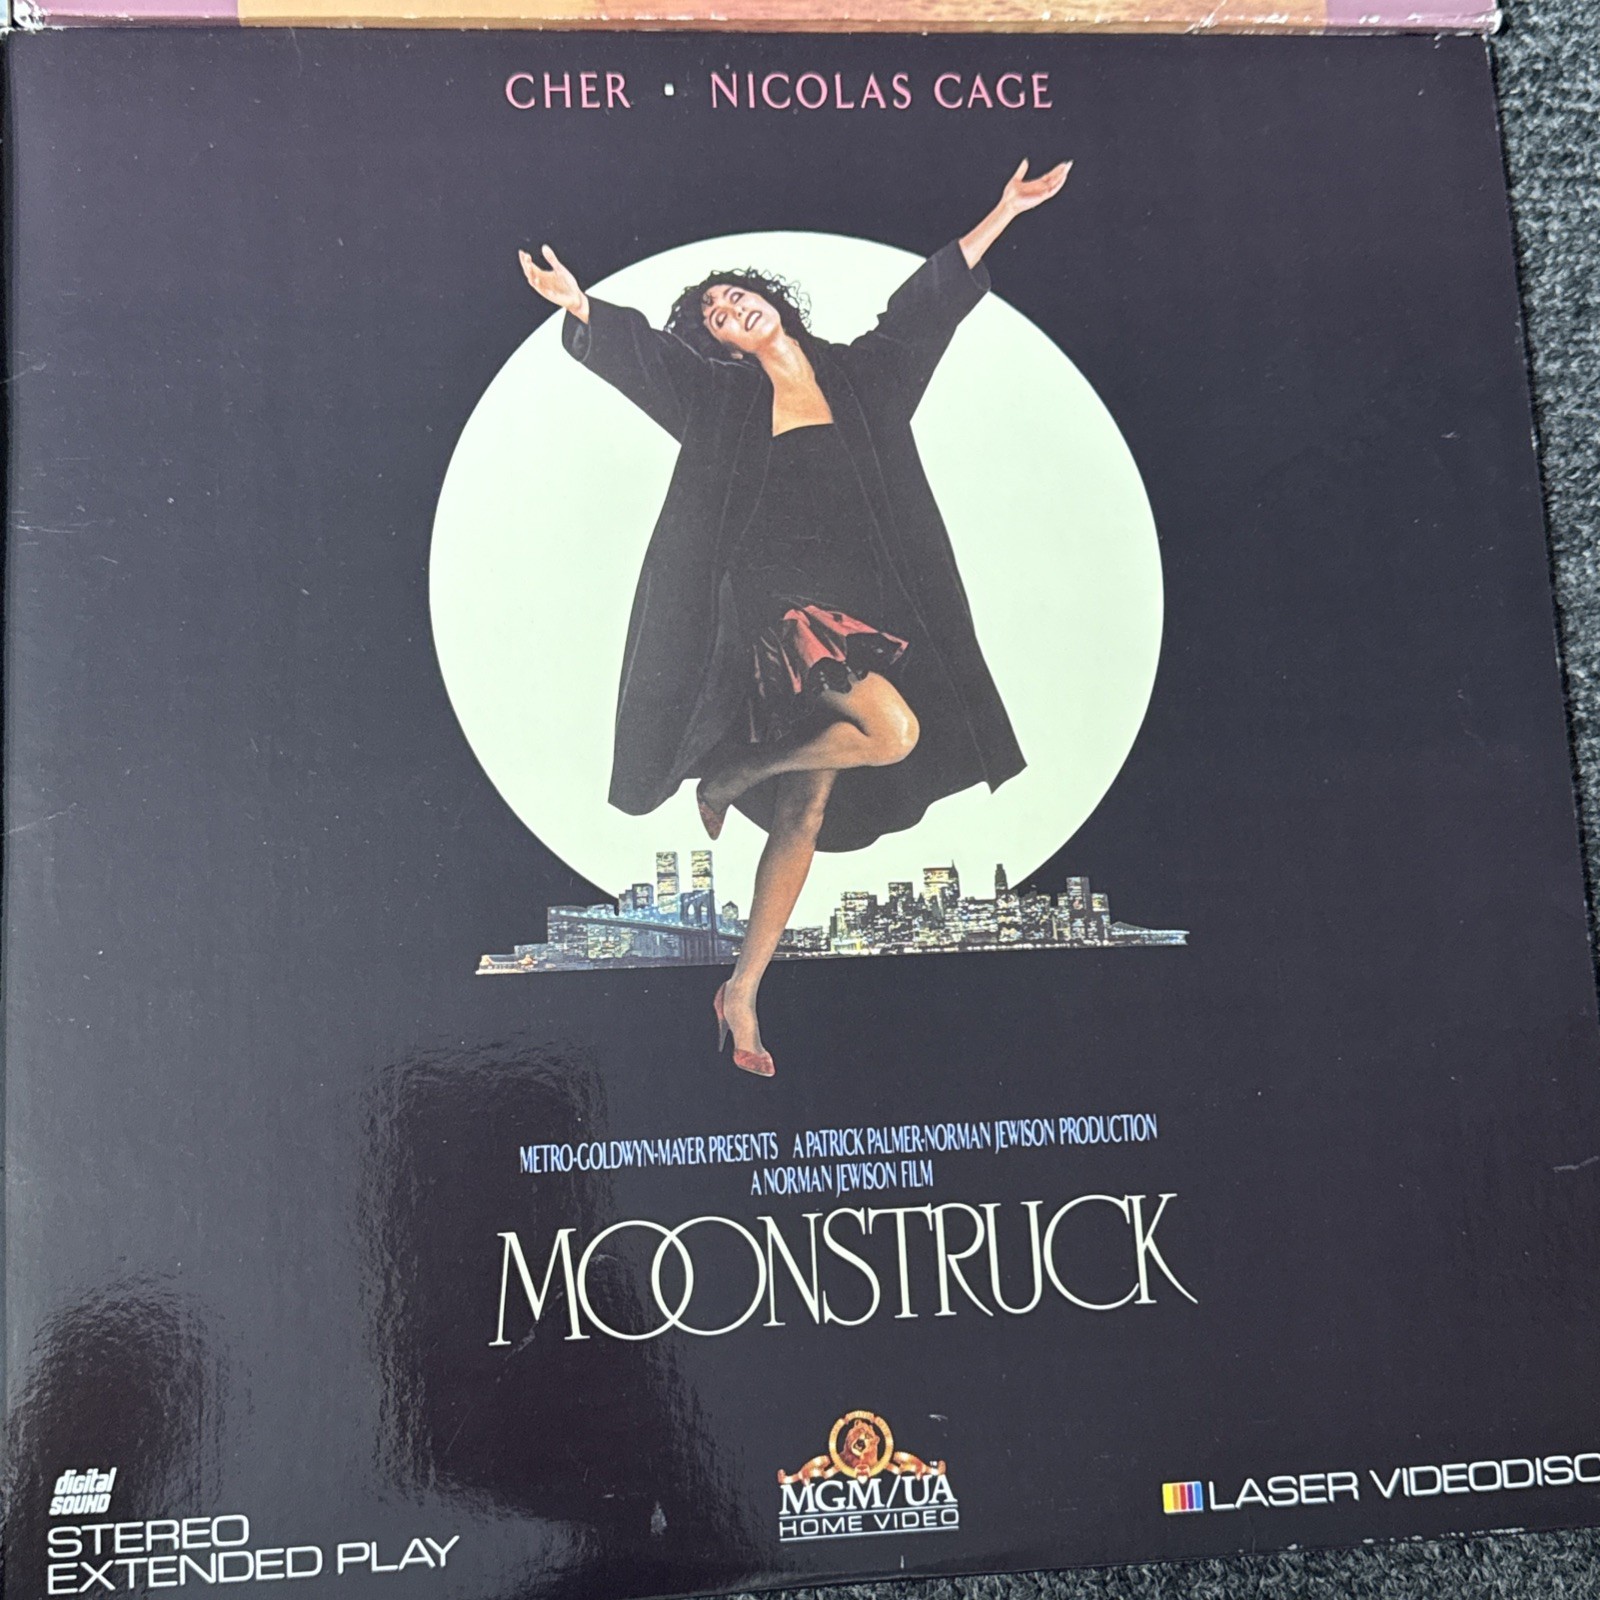 CHER · NICOLAS CAGE
METRO-GOLDWYN-MAYER PRESENTS A PATRICK PALMER-NORMAN JEWISON PRODUCTION
A NORMAN JEWISON FILM
MOONSTRUCK
digital
SOUND
STEREO
EXTENDED PLAY
MGM/UA
HOME VIDEO
LASER VIDEODISC